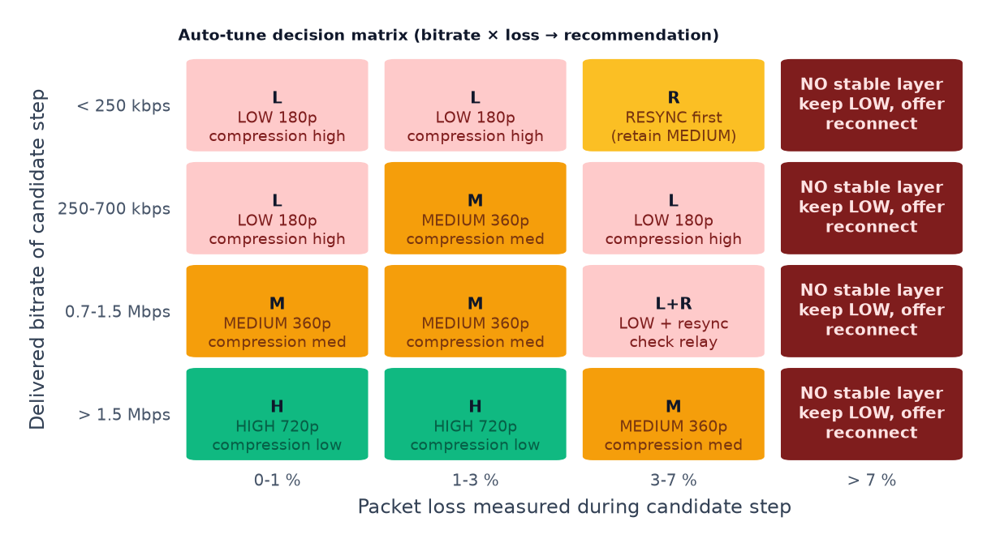 Auto-tune decision matrix (bitrate × loss → recommendation)
Delivered bitrate of candidate step
< 250 kbps
L
LOW 180p
compression high
L
LOW 180p
compression high
R
RESYNC first
(retain MEDIUM)
NO stable layer
keep LOW, offer
reconnect
250-700 kbps
L
LOW 180p
compression high
M
MEDIUM 360p
compression med
L
LOW 180p
compression high
NO stable layer
keep LOW, offer
reconnect
0.7-1.5 Mbps
M
MEDIUM 360p
compression med
M
MEDIUM 360p
compression med
L+R
LOW + resync
check relay
NO stable layer
keep LOW, offer
reconnect
> 1.5 Mbps
H
HIGH 720p
compression low
H
HIGH 720p
compression low
M
MEDIUM 360p
compression med
NO stable layer
keep LOW, offer
reconnect
0-1 %
1-3 %
3-7 %
> 7 %
Packet loss measured during candidate step